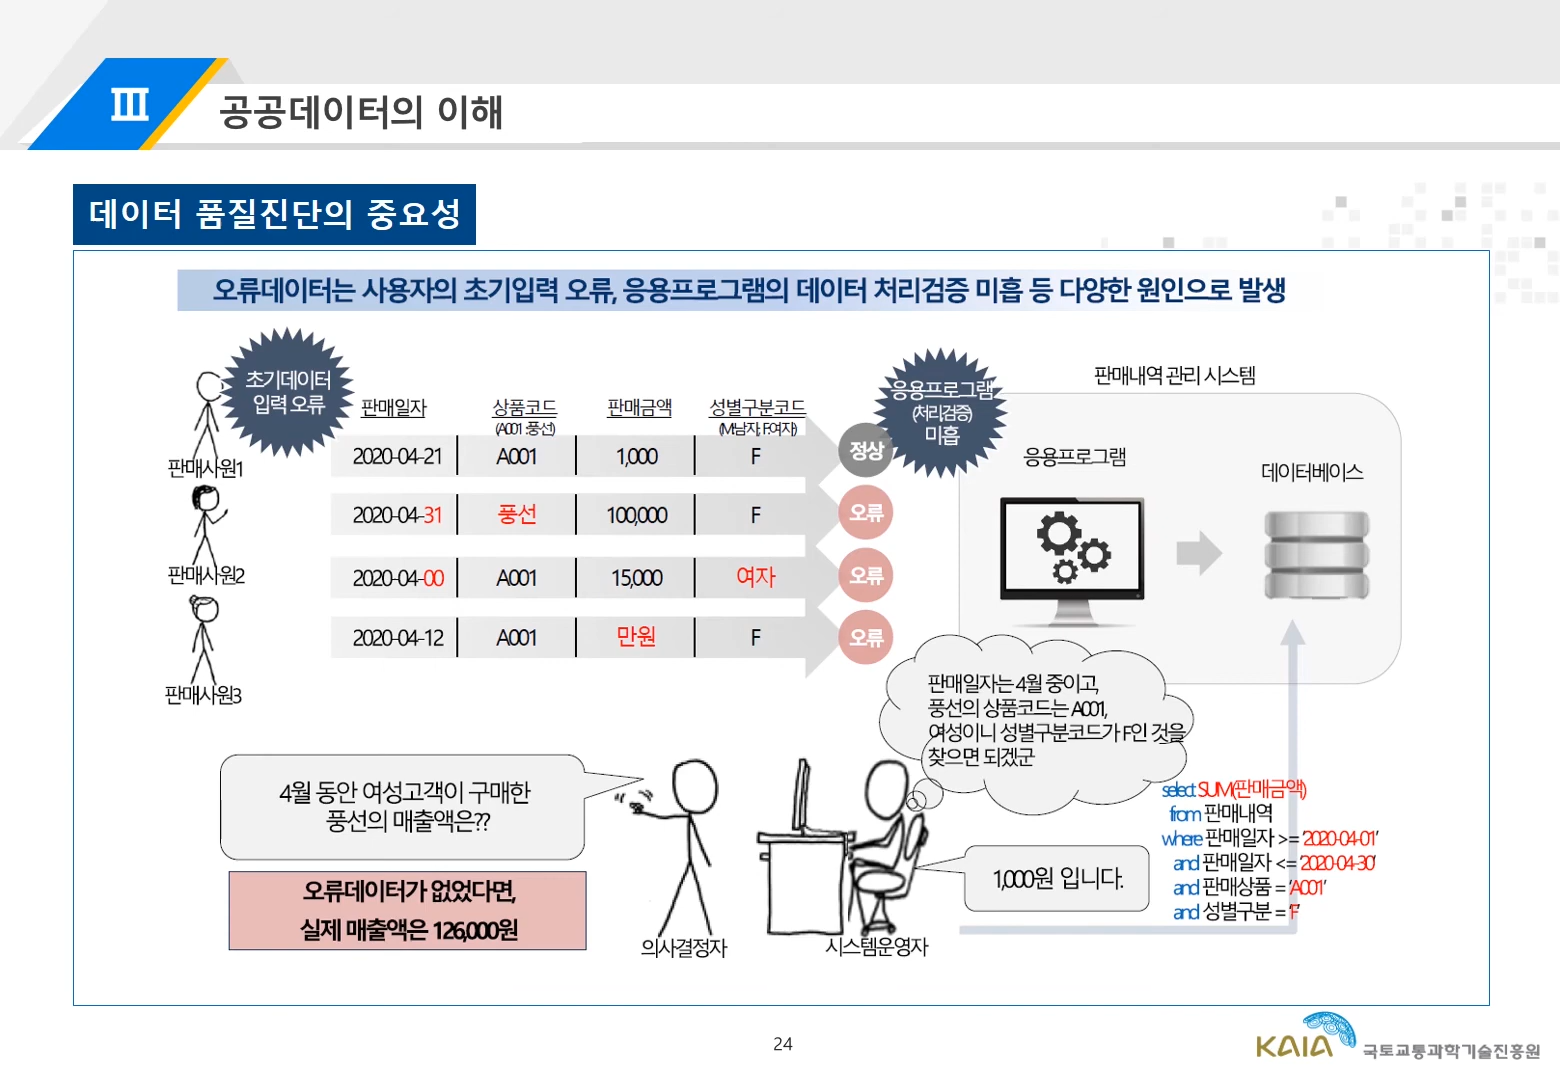 Ⅲ
공공데이터의 이해
데이터 품질진단의 중요성
오류데이터는 사용자의 초기입력 오류, 응용프로그램의 데이터 처리검증 미흡 등 다양한 원인으로 발생
초기데이터
입력 오류
판매사원1
판매사원2
판매사원3
판매일자 상품코드 판매금액 성별구분코드
(A001:풍선) (M:남자, F:여자)
2020-04-21 A001 1,000 F 정상
2020-04-31 풍선 100,000 F 오류
2020-04-00 A001 15,000 여자 오류
2020-04-12 A001 만원 F 오류
응용프로그램
(처리검증)
미흡
판매내역 관리 시스템
응용프로그램
데이터베이스
판매일자는 4월 중이고,
풍선의 상품코드는 A001,
여성이니 성별구분코드가 F인 것을
찾으면 되겠군
4월 동안 여성고객이 구매한
풍선의 매출액은??
오류데이터가 없었다면,
실제 매출액은 126,000원
의사결정자
시스템운영자
1,000원 입니다.
select SUM(판매금액)
from 판매내역
where 판매일자 >= '2020-04-01'
and 판매일자 <= '2020-04-30'
and 판매상품 = 'A001'
and 성별구분 = 'F'
24
KAIA 국토교통과학기술진흥원